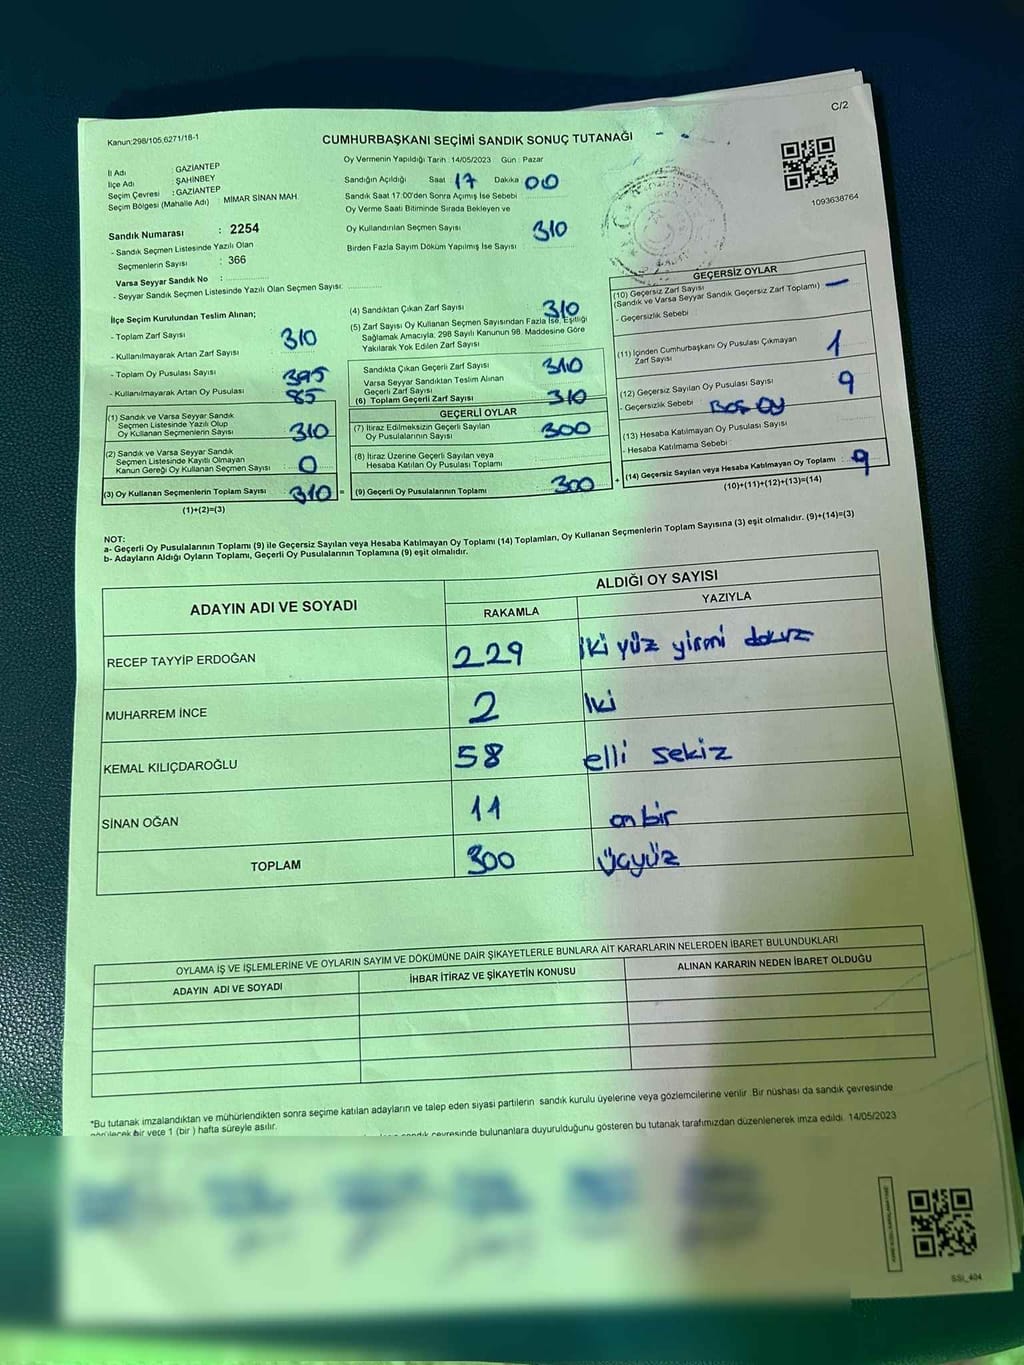 C/2
Kanun:298/105,6271/16-1
CUMHURBAŞKANI SEÇİMİ SANDIK SONUÇ TUTANAĞI
1093638764
İl Adı : GAZİANTEP
İlçe Adı : ŞAHİNBEY
Seçim Çevresi : GAZİANTEP
Seçim Bölgesi (Mahalle Adı) : MİMAR SİNAN MAH
Sandık Numarası : 2254
- Sandık Seçmen Listesinde Yazılı Olan
Seçmenlerin Sayısı : 366
Varsa Seyyar Sandık No :
- Seyyar Sandık Seçmen Listesinde Yazılı Olan Seçmen Sayısı:
Oy Vermenin Yapıldığı Tarih : 14/05/2023 Gün : Pazar
Sandığın Açıldığı Saat 17 Dakika 00
Sandık Saat 17:00'den Sonra Açımış İse Sebebi
Oy Verme Saati Bitiminde Sırada Bekleyen ve
Oy Kullandırılan Seçmen Sayısı 310
Birden Fazla Sayım Döküm Yapılmış İse Sayısı :
İlçe Seçim Kurulundan Teslim Alınan;
- Toplam Zarf Sayısı : 310
- Kullanılmayarak Artan Zarf Sayısı :
- Toplam Oy Pusulası Sayısı : 395
- Kullanılmayarak Artan Oy Pusulası : 85
(1) Sandık ve Varsa Seyyar Sandık
Seçmen Listesinde Yazılı Olup
Oy Kullanan Seçmenlerin Sayısı : 310
(2) Sandık ve Varsa Seyyar Sandık
Seçmen Listesinde Kayıtlı Olmayan
Kanun Gereği Oy Kullanan Seçmen Sayısı : 0
(3) Oy Kullanan Seçmenlerin Toplam Sayısı : 310 =
(1)+(2)=(3)
(4) Sandıktan Çıkan Zarf Sayısı : 310
(5) Zarf Sayısı Oy Kullanan Seçmen Sayısından Fazla İse, Eşitliği
Sağlamak Amacıyla, 298 Sayılı Kanunun 98. Maddesine Göre
Yakılarak Yok Edilen Zarf Sayısı :
Sandıkta Çıkan Geçerli Zarf Sayısı : 310
Varsa Seyyar Sandıktan Teslim Alınan
Geçerli Zarf Sayısı :
(6) Toplam Geçerli Zarf Sayısı : 310
GEÇERLİ OYLAR
(7) İtiraz Edilmeksizin Geçerli Sayılan
Oy Pusulalarının Sayısı : 300
(8) İtiraz Üzerine Geçerli Sayılan veya
Hesaba Katılan Oy Pusulası Toplamı :
(9) Geçerli Oy Pusulalarının Toplamı : 300 +
GEÇERSİZ OYLAR
(10) Geçersiz Zarf Sayısı
(Sandık ve Varsa Seyyar Sandık Geçersiz Zarf Toplamı) : —
- Geçersizlik Sebebi :
(11) İçinden Cumhurbaşkanı Oy Pusulası Çıkmayan
Zarf Sayısı : 1
(12) Geçersiz Sayılan Oy Pusulası Sayısı : 9
- Geçersizlik Sebebi : BOŞ OY
(13) Hesaba Katılmayan Oy Pusulası Sayısı :
- Hesaba Katılmama Sebebi :
(14) Geçersiz Sayılan veya Hesaba Katılmayan Oy Toplamı : 9
(10)+(11)+(12)+(13)=(14)
NOT:
a- Geçerli Oy Pusulalarının Toplamı (9) ile Geçersiz Sayılan veya Hesaba Katılmayan Oy Toplamı (14) Toplamları, Oy Kullanan Seçmenlerin Toplam Sayısına (3) eşit olmalıdır. (9)+(14)=(3)
b- Adayların Aldığı Oyların Toplamı, Geçerli Oy Pusulalarının Toplamına (9) eşit olmalıdır.
ADAYIN ADI VE SOYADI ALDIĞI OY SAYISI
RAKAMLA YAZIYLA
RECEP TAYYİP ERDOĞAN 229 iki yüz yirmi dokuz
MUHARREM İNCE 2 iki
KEMAL KILIÇDAROĞLU 58 elli sekiz
SİNAN OĞAN 11 on bir
TOPLAM 300 üçyüz
OYLAMA İŞ VE İŞLEMLERİNE VE OYLARIN SAYIM VE DÖKÜMÜNE DAİR ŞİKAYETLERLE BUNLARA AİT KARARLARIN NELERDEN İBARET BULUNDUKLARI
ADAYIN ADI VE SOYADI İHBAR İTİRAZ VE ŞİKAYETİN KONUSU ALINAN KARARIN NEDEN İBARET OLDUĞU
*Bu tutanak imzalandıktan ve mühürlendikten sonra seçime katılan adayların ve talep eden siyasi partilerin sandık kurulu üyelerine veya gözlemcilerine verilir. Bir nüshası da sandık çevresinde
görülecek bir yere 1 (bir) hafta süreyle asılır.
sandık çevresinde bulunanlara duyurulduğunu gösteren bu tutanak tarafımızdan düzenlenerek imza edildi. 14/05/2023
SSI_404